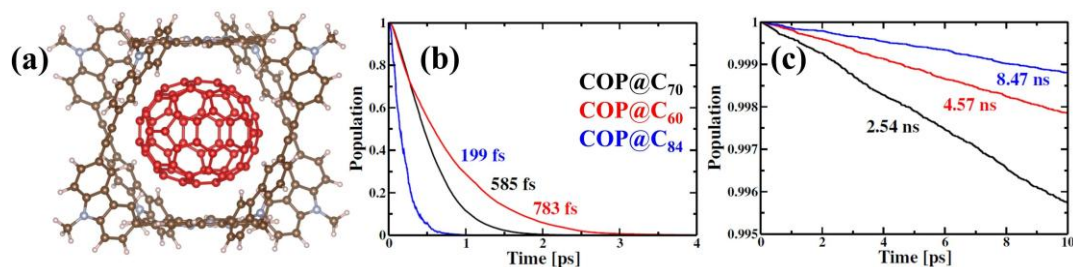 (a)
(b)
(c)
Population
1
0.8
0.6
0.4
0.2
0
0
1
2
3
4
Time [ps]
COP@C70
COP@C60
COP@C84
199 fs
585 fs
783 fs
Population
1
0.999
0.998
0.997
0.996
0.995
0
2
4
6
8
10
Time [ps]
8.47 ns
4.57 ns
2.54 ns